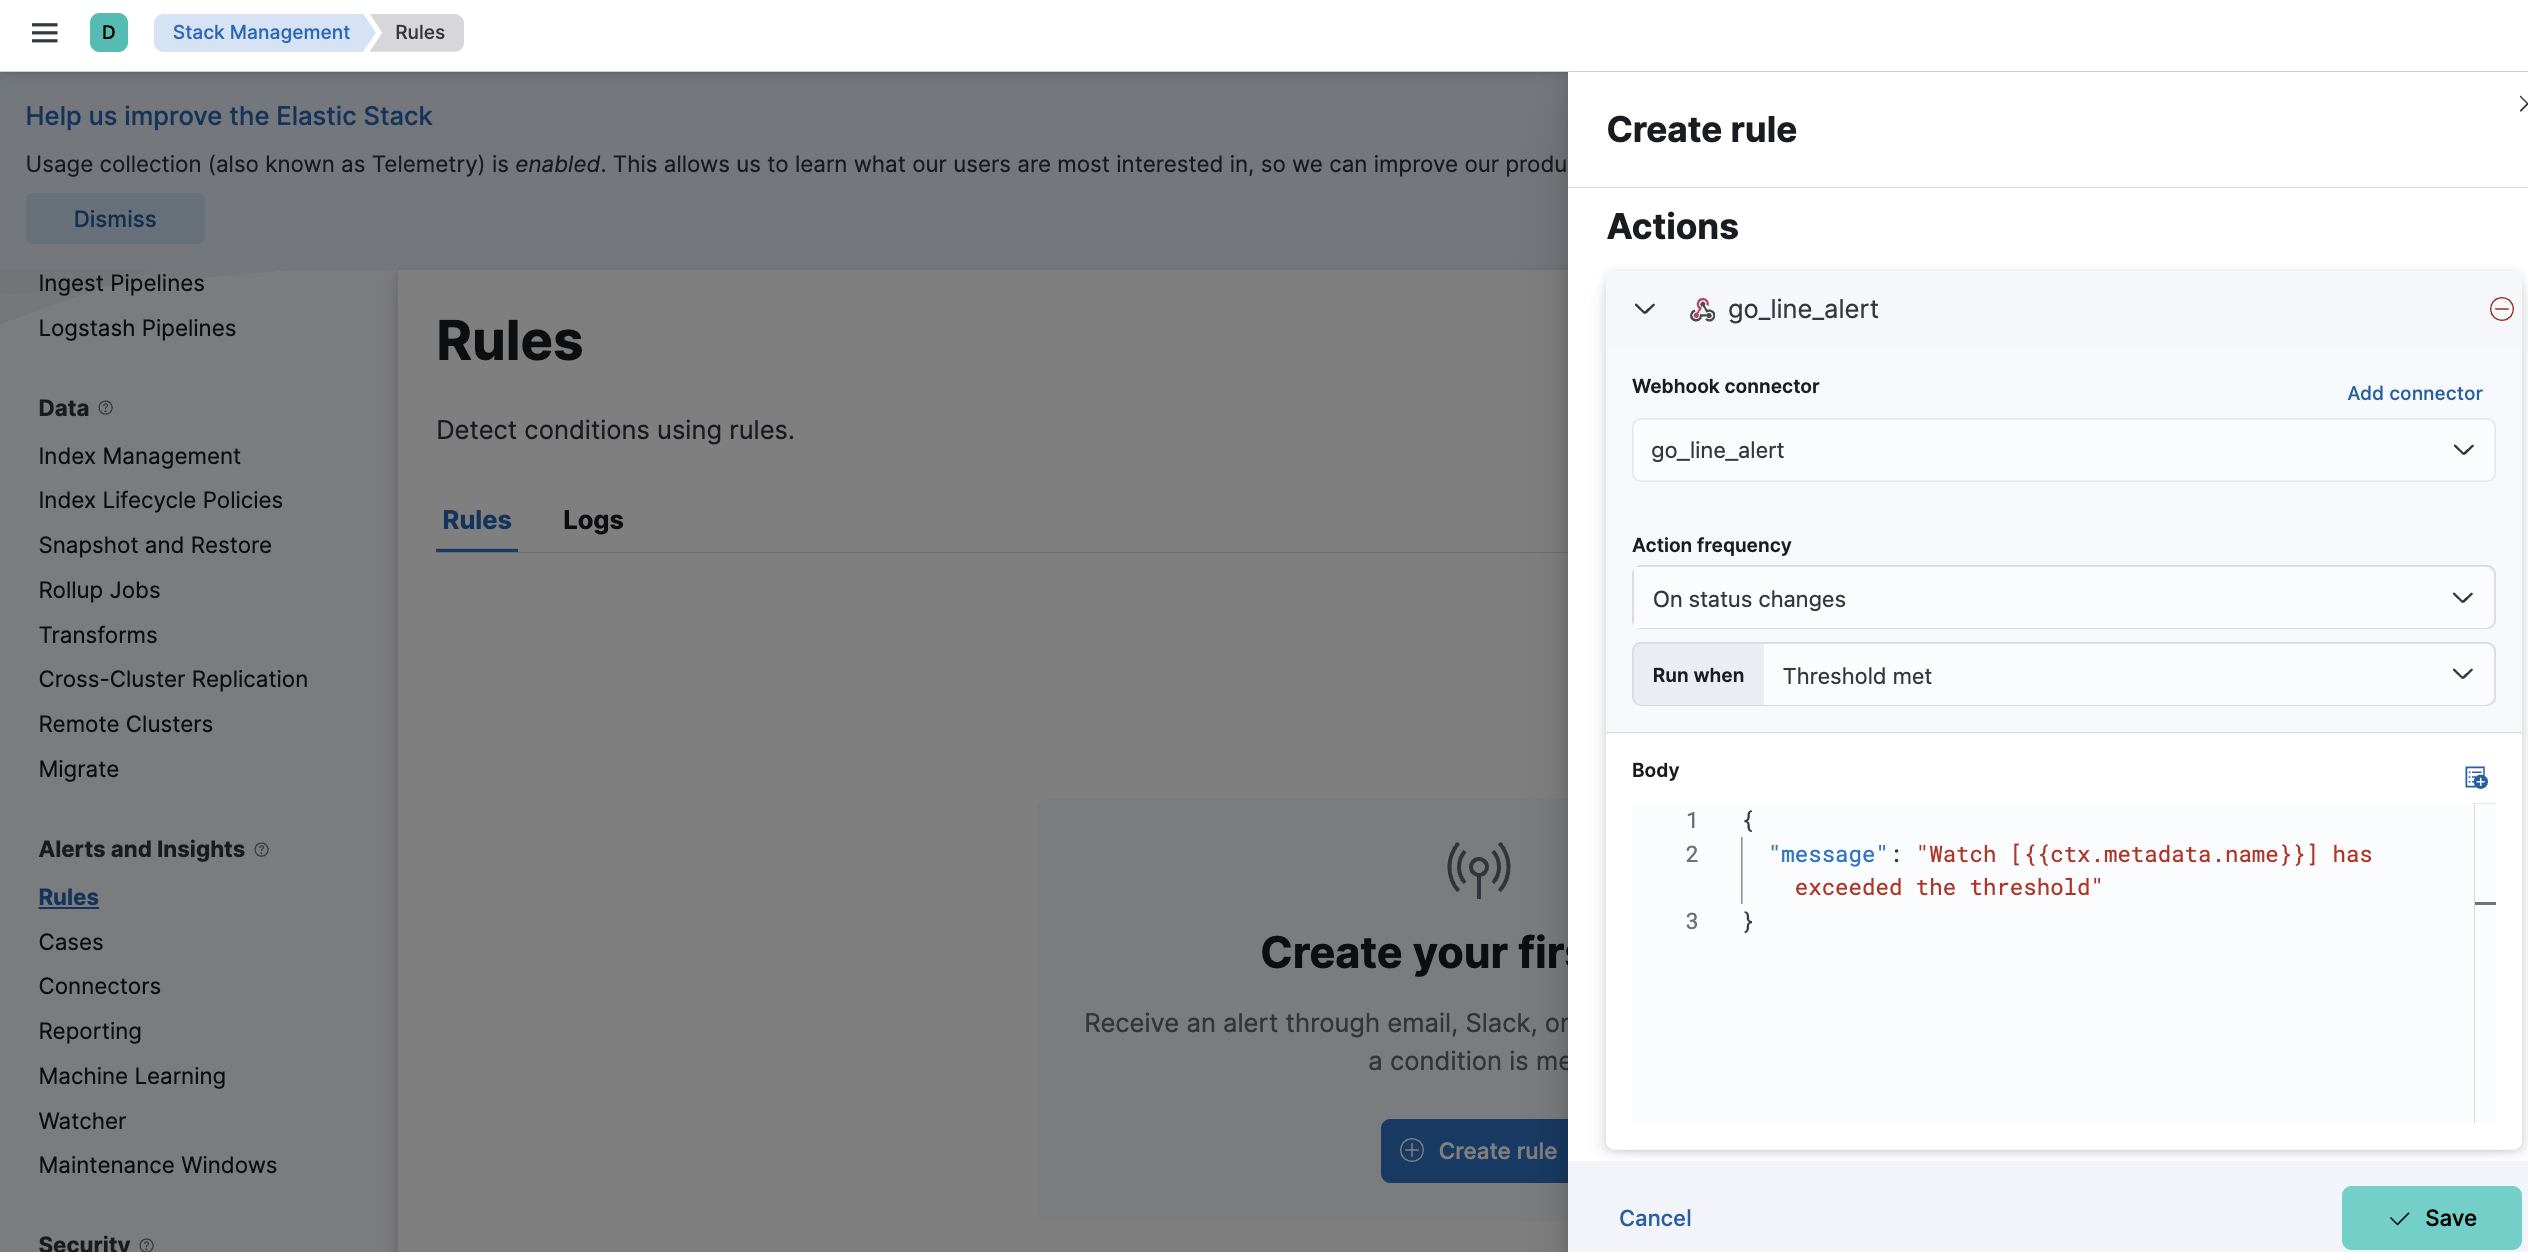 D
Stack Management
Rules
Help us improve the Elastic Stack
Usage collection (also known as Telemetry) is enabled. This allows us to learn what our users are most interested in, so we can improve our produ
Dismiss
Ingest Pipelines
Logstash Pipelines
Data
Index Management
Index Lifecycle Policies
Snapshot and Restore
Rollup Jobs
Transforms
Cross-Cluster Replication
Remote Clusters
Migrate
Alerts and Insights
Rules
Cases
Connectors
Reporting
Machine Learning
Watcher
Maintenance Windows
Security
Rules
Detect conditions using rules.
Rules
Logs
Create your firs
Receive an alert through email, Slack, or
a condition is me
Create rule
Create rule
Actions
go_line_alert
Webhook connector
Add connector
go_line_alert
Action frequency
On status changes
Run when
Threshold met
Body
1 {
2 "message": "Watch [{{ctx.metadata.name}}] has
exceeded the threshold"
3 }
Cancel
Save